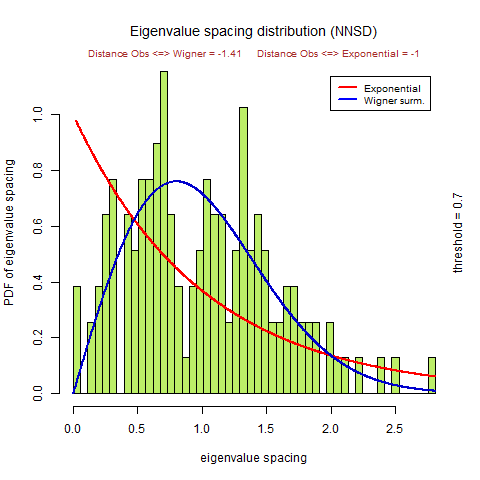 Eigenvalue spacing distribution (NNSD)
Distance Obs <=> Wigner = -1.41 Distance Obs <=> Exponential = -1
Exponential
Wigner surm.
PDF of eigenvalue spacing
1.0
0.8
0.6
0.4
0.2
0.0
threshold = 0.7
0.0 0.5 1.0 1.5 2.0 2.5
eigenvalue spacing